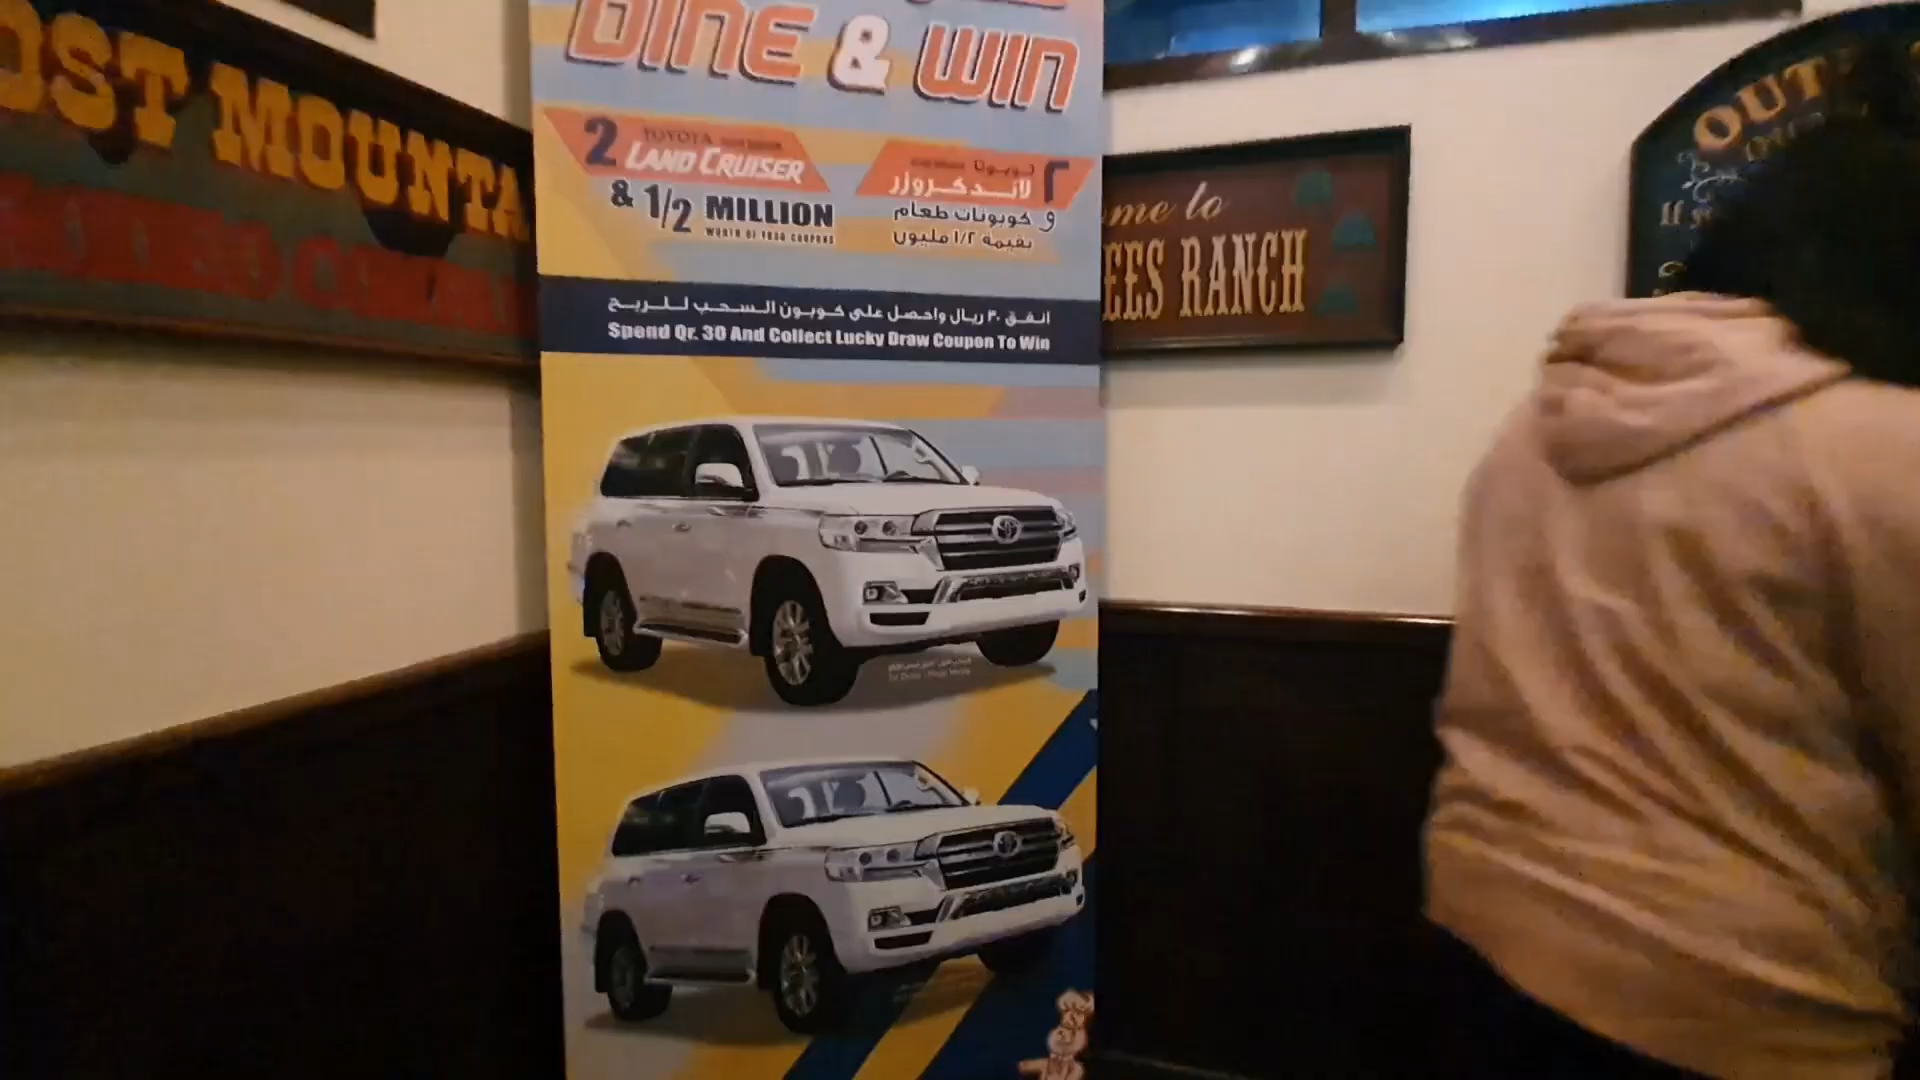 OST MOUNTA
DINE & WIN
2 TOYOTA
LAND CRUISER
& 1/2 MILLION
WORTH OF FOOD COUPONS
٢ تويوتا
لاندكروزر
و كوبونات طعام
بقيمة ١/٢ مليون
انفق ٣٠ ريال واحصل على كوبون السحب للربح
Spend Qr. 30 And Collect Lucky Draw Coupon To Win
ome to
EES RANCH
OUT
If